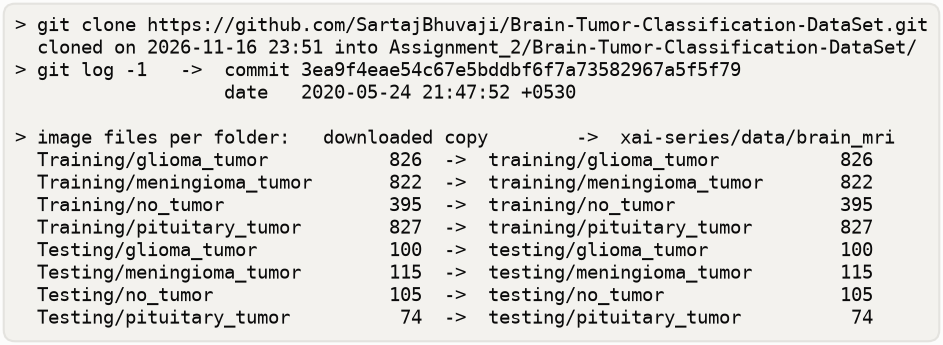 > git clone https://github.com/SartajBhuvaji/Brain-Tumor-Classification-DataSet.git
cloned on 2026-11-16 23:51 into Assignment_2/Brain-Tumor-Classification-DataSet/
> git log -1 -> commit 3ea9f4eae54c67e5bddbf6f7a73582967a5f5f79
date 2020-05-24 21:47:52 +0530
> image files per folder: downloaded copy -> xai-series/data/brain_mri
Training/glioma_tumor 826 -> training/glioma_tumor 826
Training/meningioma_tumor 822 -> training/meningioma_tumor 822
Training/no_tumor 395 -> training/no_tumor 395
Training/pituitary_tumor 827 -> training/pituitary_tumor 827
Testing/glioma_tumor 100 -> testing/glioma_tumor 100
Testing/meningioma_tumor 115 -> testing/meningioma_tumor 115
Testing/no_tumor 105 -> testing/no_tumor 105
Testing/pituitary_tumor 74 -> testing/pituitary_tumor 74